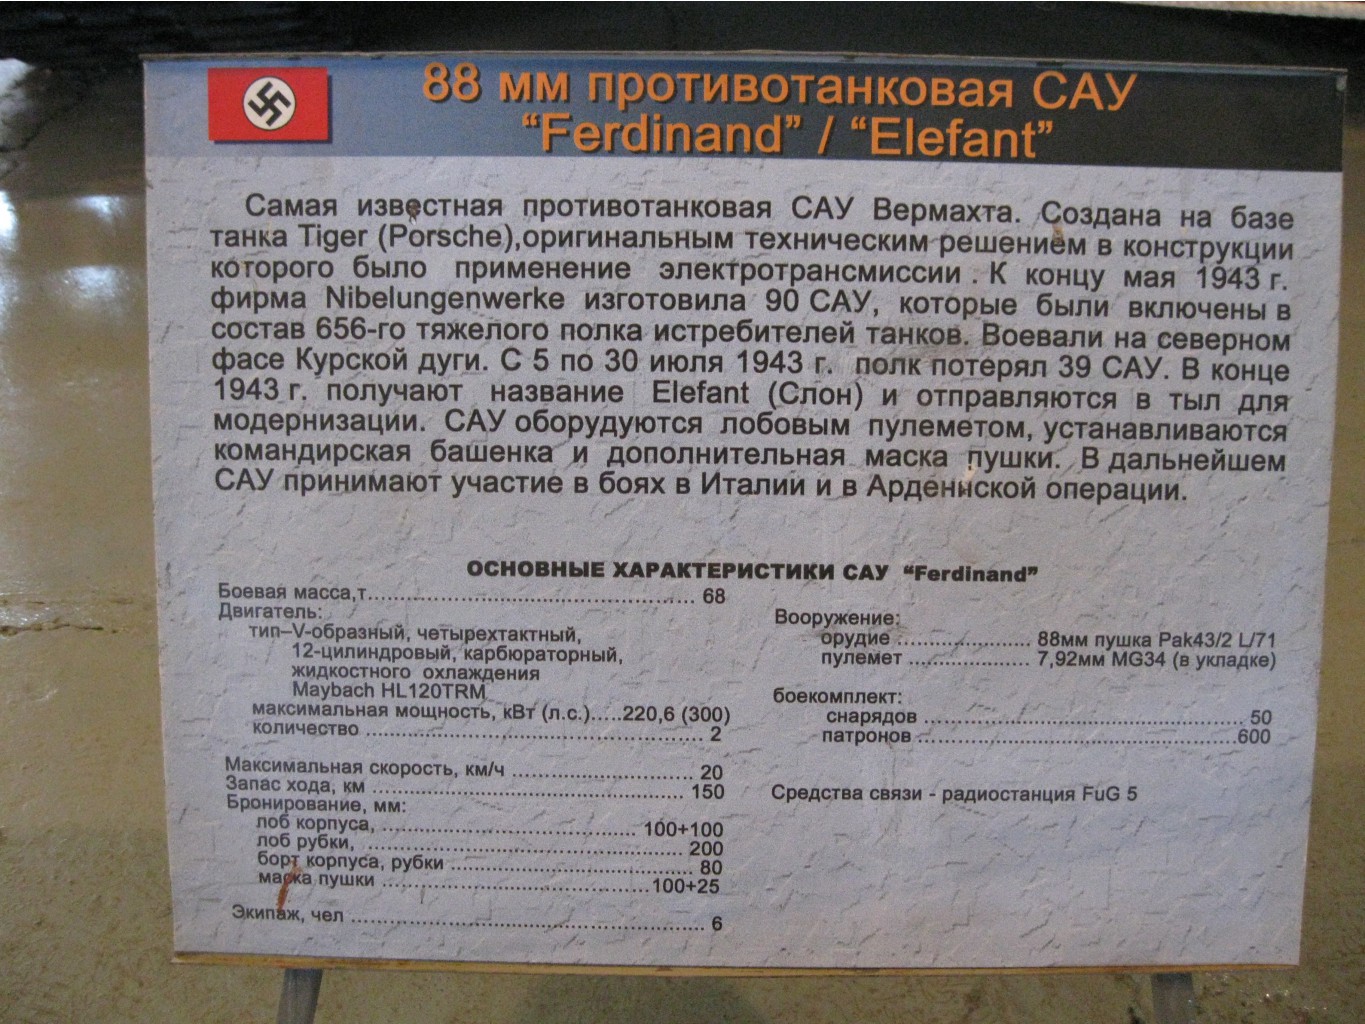 88 мм противотанковая САУ
“Ferdinand” / “Elefant”
Самая известная противотанковая САУ Вермахта. Создана на базе
танка Tiger (Porsche),оригинальным техническим решением в конструкции
которого было применение электротрансмиссии . К концу мая 1943 г.
фирма Nibelungenwerke изготовила 90 САУ, которые были включены в
состав 656-го тяжелого полка истребителей танков. Воевали на северном
фасе Курской дуги. С 5 по 30 июля 1943 г. полк потерял 39 САУ. В конце
1943 г. получают название Elefant (Слон) и отправляются в тыл для
модернизации. САУ оборудуются лобовым пулеметом, устанавливаются
командирская башенка и дополнительная маска пушки. В дальнейшем
САУ принимают участие в боях в Италии и в Арденнской операции.
ОСНОВНЫЕ ХАРАКТЕРИСТИКИ САУ “Ferdinand”
Боевая масса,т........................................ 68
Двигатель:
тип–V-образный, четырехтактный,
12-цилиндровый, карбюраторный,
жидкостного охлаждения
Maybach HL120TRM
максимальная мощность, кВт (л.с.).....220,6 (300)
количество ............................................. 2
Максимальная скорость, км/ч ........................ 20
Запас хода, км .......................................... 150
Бронирование, мм:
лоб корпуса, .................................. 100+100
лоб рубки, .......................................... 200
борт корпуса, рубки ................................ 80
маска пушки ....................................100+25
Экипаж, чел ............................................... 6
Вооружение:
орудие .................. 88мм пушка Pak43/2 L/71
пулемет ................ 7,92мм MG34 (в укладке)
боекомплект:
снарядов ............................................. 50
патронов ............................................600
Средства связи - радиостанция FuG 5